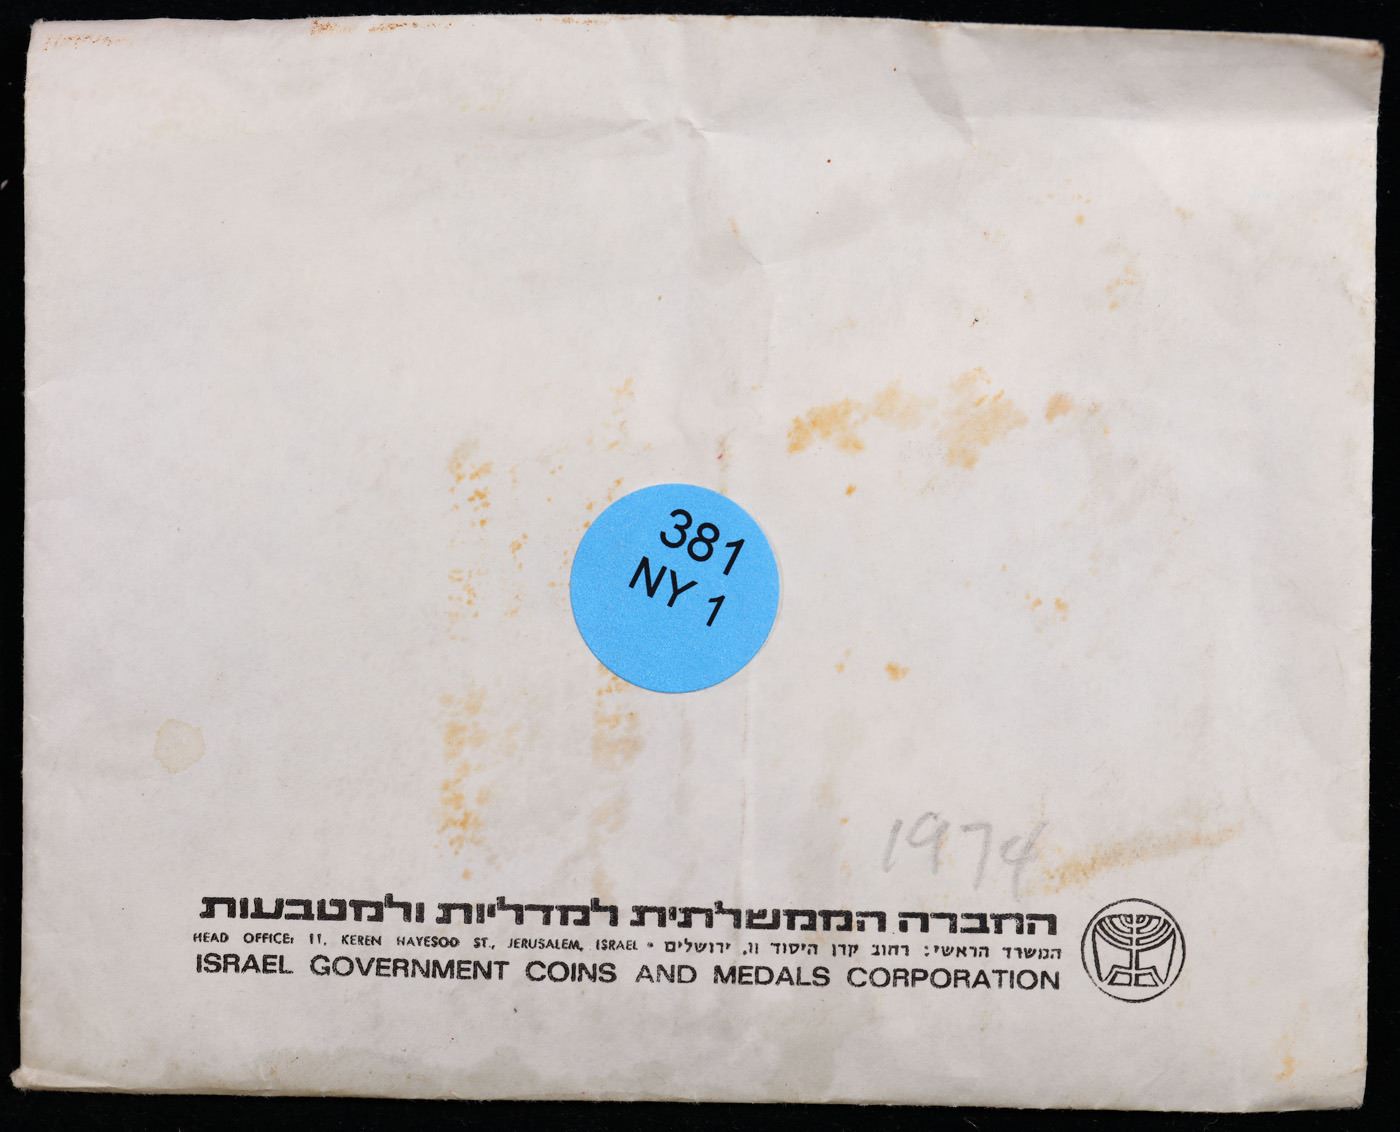 381
NY 1
1974
החברה הממשלתית למדליות ולמטבעות
HEAD OFFICE: 11, KEREN HAYESOD ST., JERUSALEM, ISRAEL • המשרד הראשי: רחוב קרן היסוד 11, ירושלים
ISRAEL GOVERNMENT COINS AND MEDALS CORPORATION